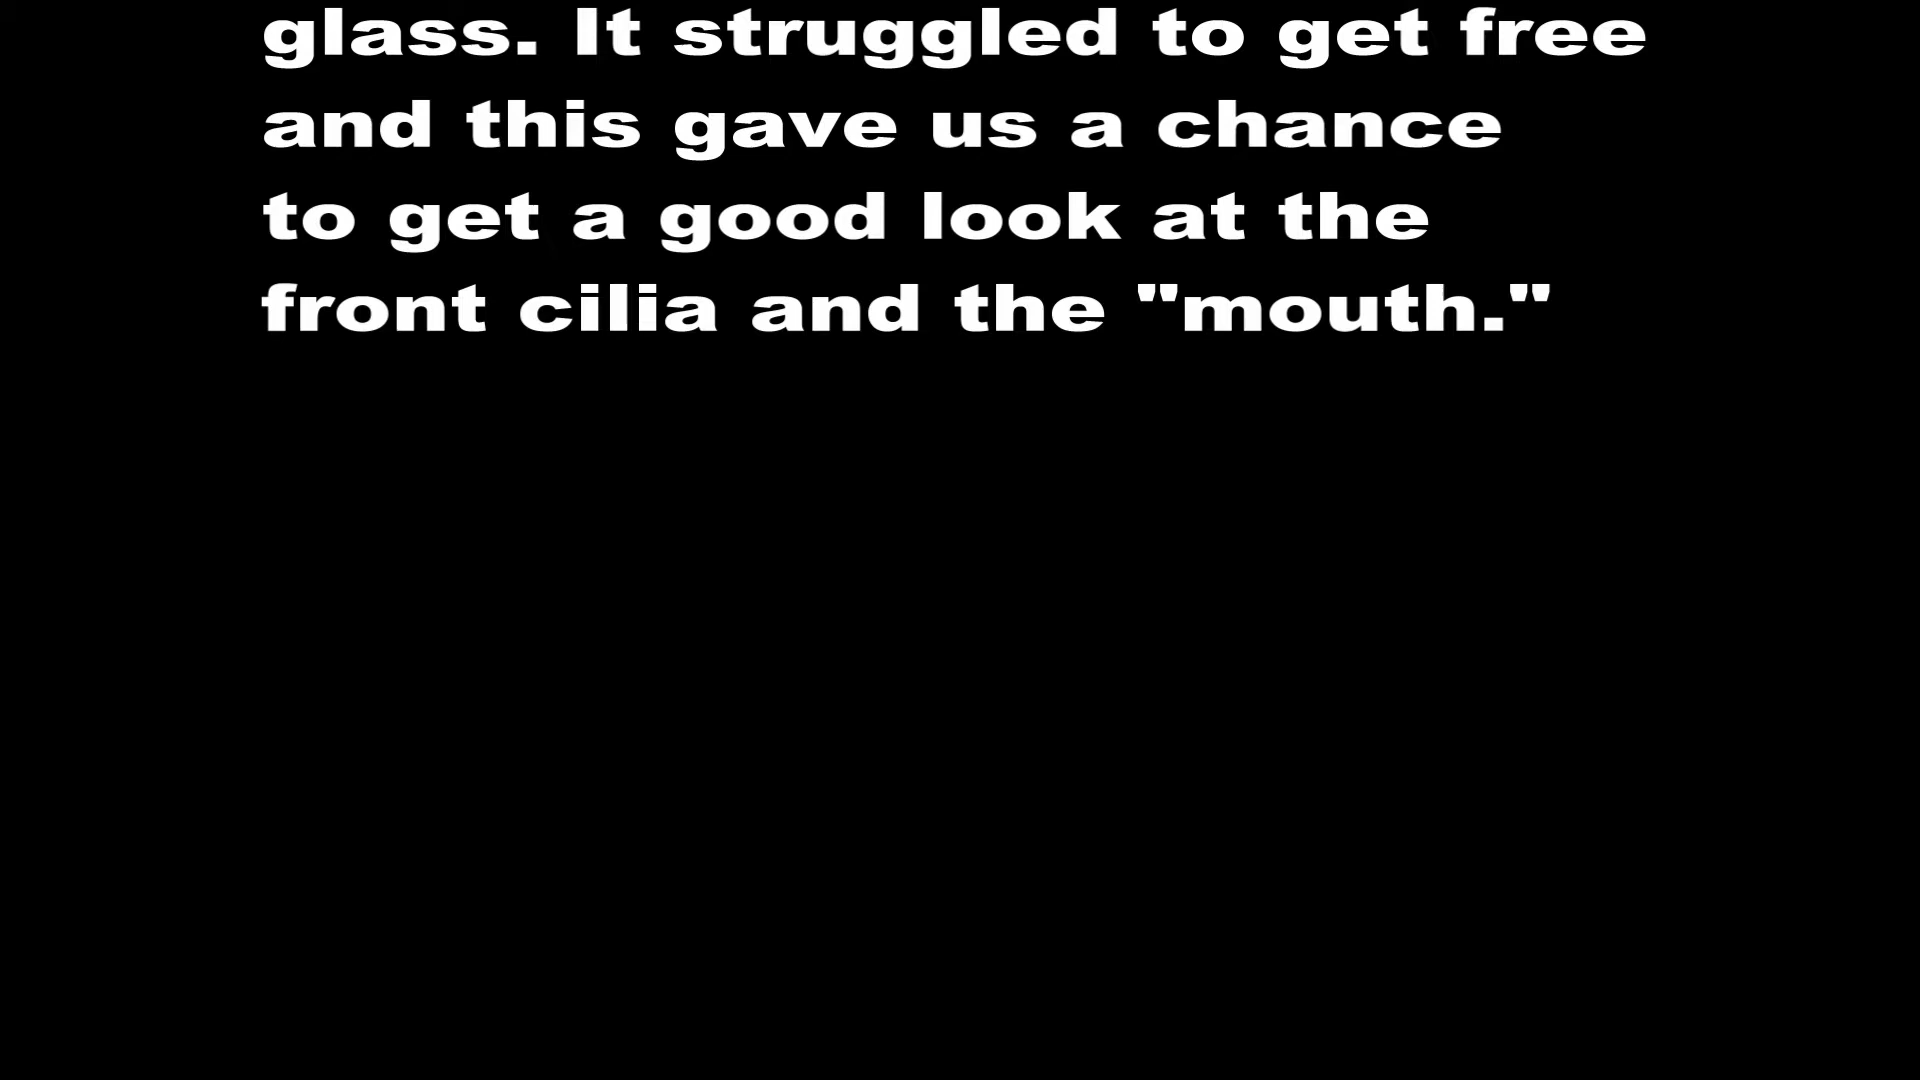 glass. It struggled to get free
and this gave us a chance
to get a good look at the
front cilia and the "mouth."